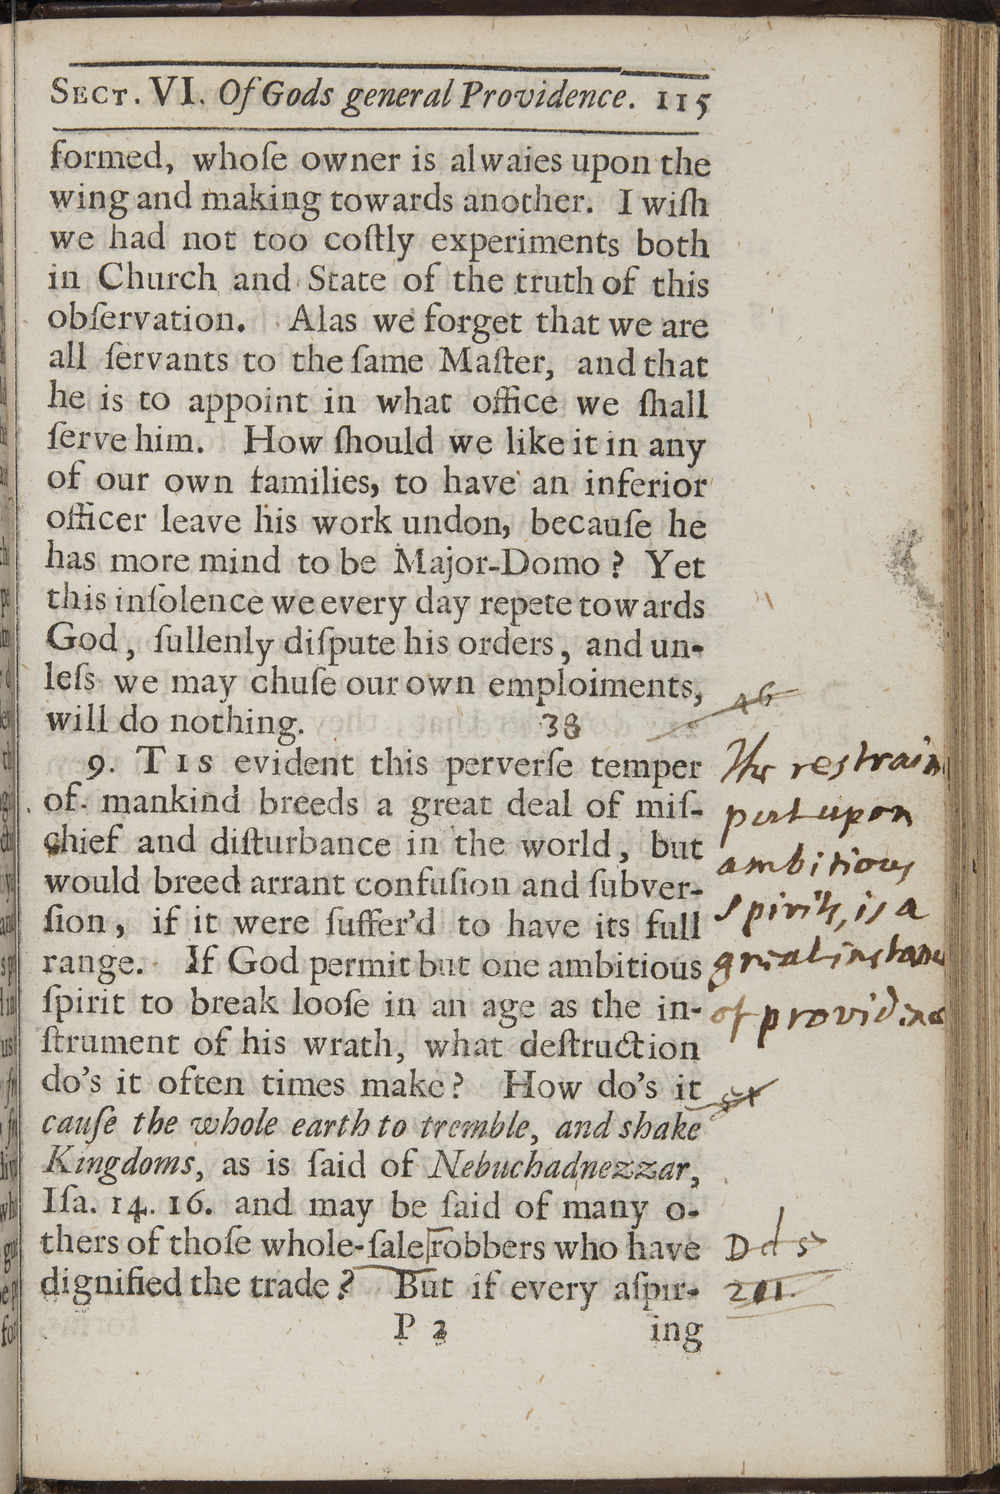 SECT. VI. Of Gods general Providence. 115
formed, whoſe owner is alwaies upon the
wing and making towards another. I wiſh
we had not too coſtly experiments both
in Church and State of the truth of this
obſervation. Alas we forget that we are
all ſervants to the ſame Maſter, and that
he is to appoint in what office we ſhall
ſerve him. How ſhould we like it in any
of our own families, to have an inferior
officer leave his work undon, becauſe he
has more mind to be Major-Domo? Yet
this inſolence we every day repete towards
God, ſullenly diſpute his orders, and un-
leſs we may chuſe our own emploiments,
will do nothing. 38
9. TIS evident this perverſe temper
of mankind breeds a great deal of miſ-
chief and diſturbance in the world, but
would breed arrant confuſion and ſubver-
ſion, if it were ſuffer'd to have its full
range. If God permit but one ambitious
ſpirit to break looſe in an age as the in-
ſtrument of his wrath, what deſtruction
do's it often times make? How do's it
cauſe the whole earth to tremble, and shake
Kingdoms, as is ſaid of Nebuchadnezzar,
Iſa. 14. 16. and may be ſaid of many o-
thers of thoſe whole-ſale robbers who have
dignified the trade? But if every aſpir-
P 2 ing
46
The restrain
put upon
ambitious
spirits, is a
great instance
of providence
D d s
211.